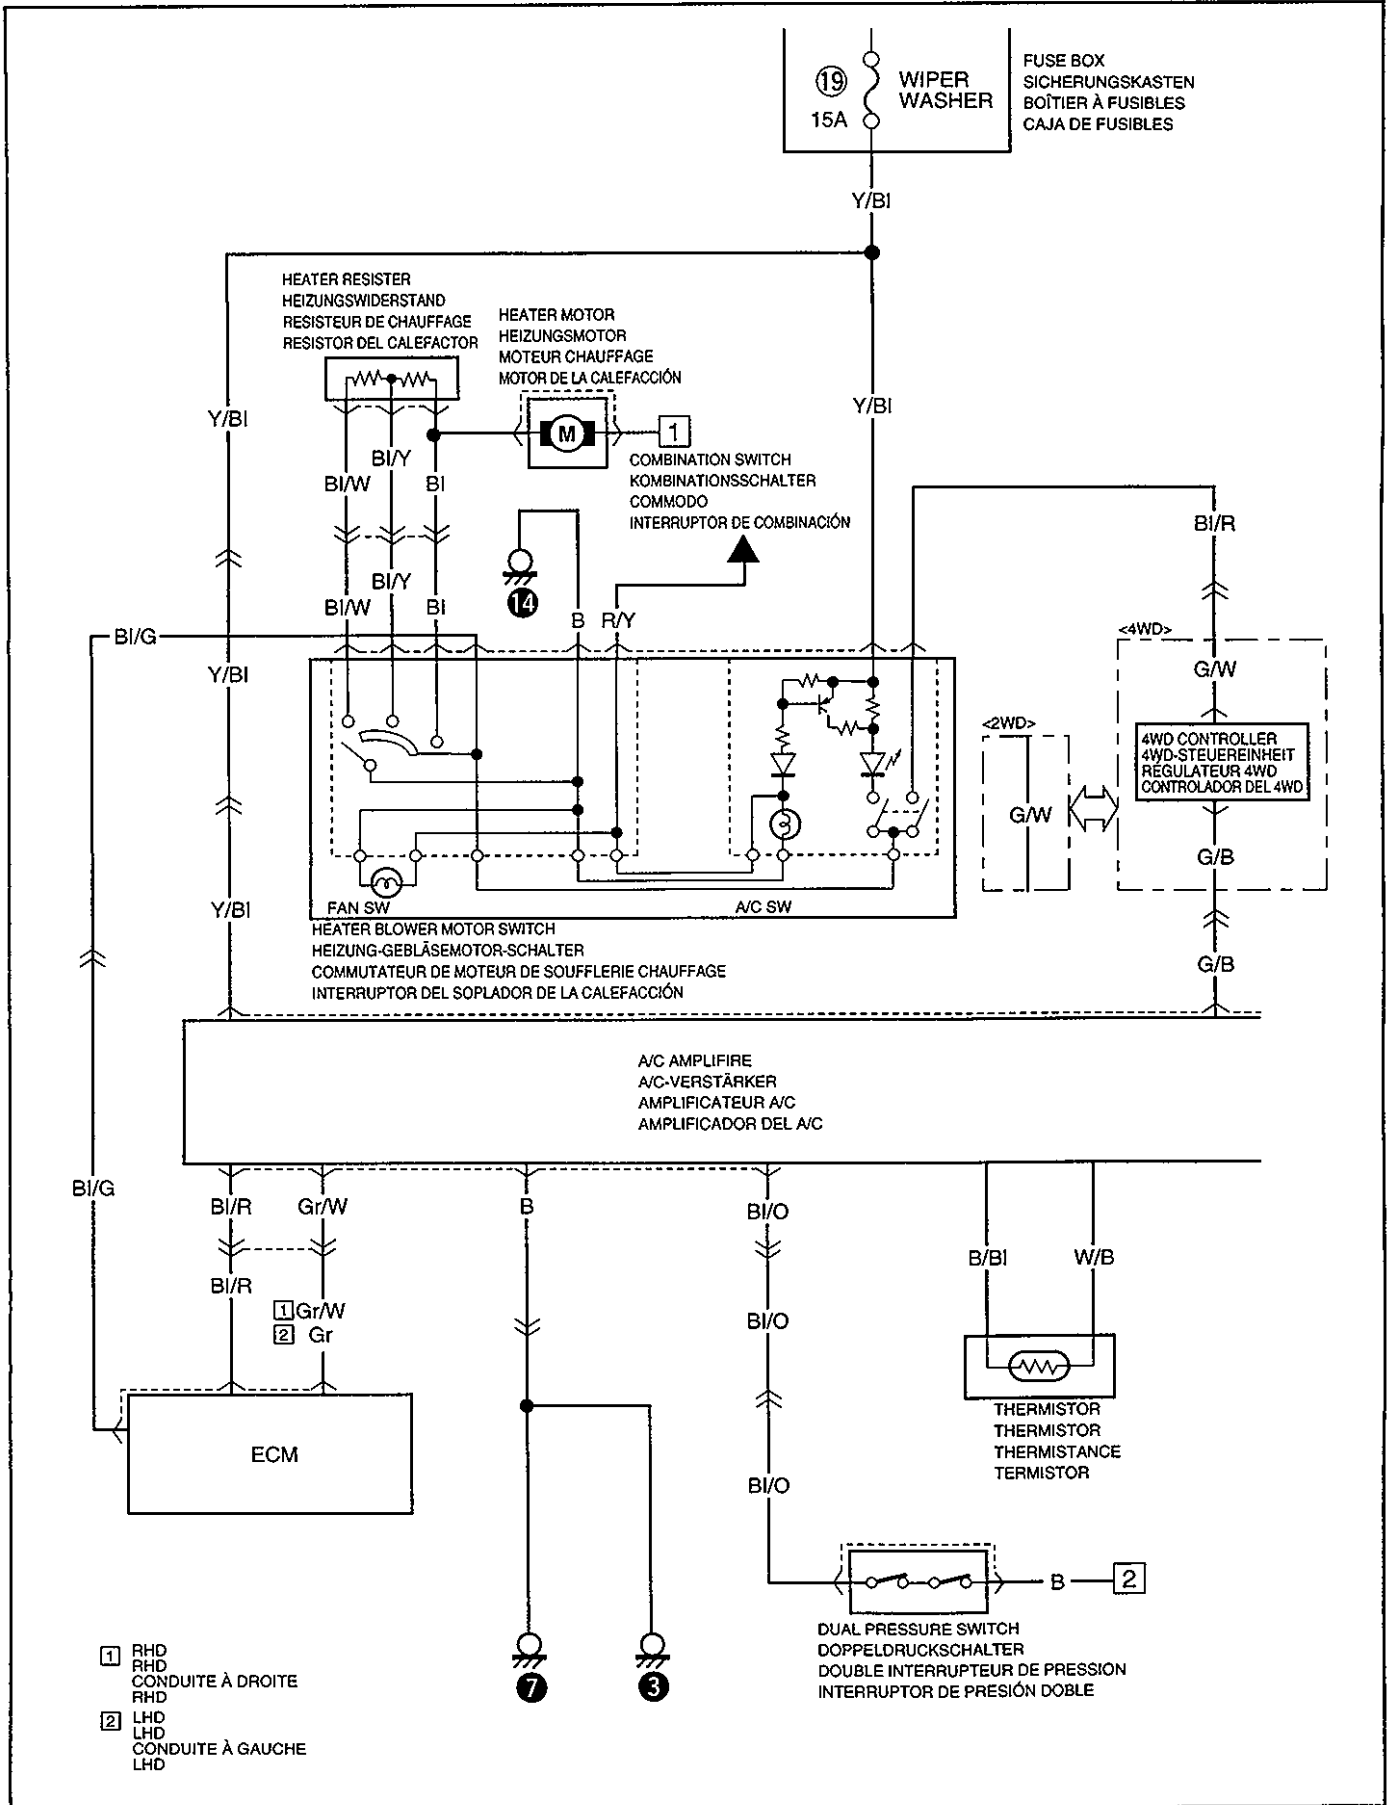 19
15A
WIPER
WASHER
FUSE BOX
SICHERUNGSKASTEN
BOÎTIER À FUSIBLES
CAJA DE FUSIBLES
Y/Bl
HEATER RESISTER
HEIZUNGSWIDERSTAND
RESISTEUR DE CHAUFFAGE
RESISTOR DEL CALEFACTOR
HEATER MOTOR
HEIZUNGSMOTOR
MOTEUR CHAUFFAGE
MOTOR DE LA CALEFACCIÓN
Y/Bl
Y/Bl
M
1
Bl/Y
Bl/W
Bl
COMBINATION SWITCH
KOMBINATIONSSCHALTER
COMMODO
INTERRUPTOR DE COMBINACIÓN
Bl/R
Bl/Y
Bl/W
Bl
14
B
R/Y
Bl/G
<4WD>
Y/Bl
G/W
<2WD>
4WD CONTROLLER
4WD-STEUEREINHEIT
REGULATEUR 4WD
CONTROLADOR DEL 4WD
G/W
G/B
Y/Bl
FAN SW
A/C SW
HEATER BLOWER MOTOR SWITCH
HEIZUNG-GEBLÄSEMOTOR-SCHALTER
COMMUTATEUR DE MOTEUR DE SOUFFLERIE CHAUFFAGE
INTERRUPTOR DEL SOPLADOR DE LA CALEFACCIÓN
G/B
A/C AMPLIFIRE
A/C-VERSTÄRKER
AMPLIFICATEUR A/C
AMPLIFICADOR DEL A/C
Bl/G
Bl/R
Gr/W
B
Bl/O
B/Bl
W/B
Bl/R
1 Gr/W
2 Gr
Bl/O
THERMISTOR
THERMISTOR
THERMISTANCE
TERMISTOR
ECM
Bl/O
B
2
DUAL PRESSURE SWITCH
DOPPELDRUCKSCHALTER
DOUBLE INTERRUPTEUR DE PRESSION
INTERRUPTOR DE PRESIÓN DOBLE
7
3
1 RHD
RHD
CONDUITE À DROITE
RHD
2 LHD
LHD
CONDUITE À GAUCHE
LHD